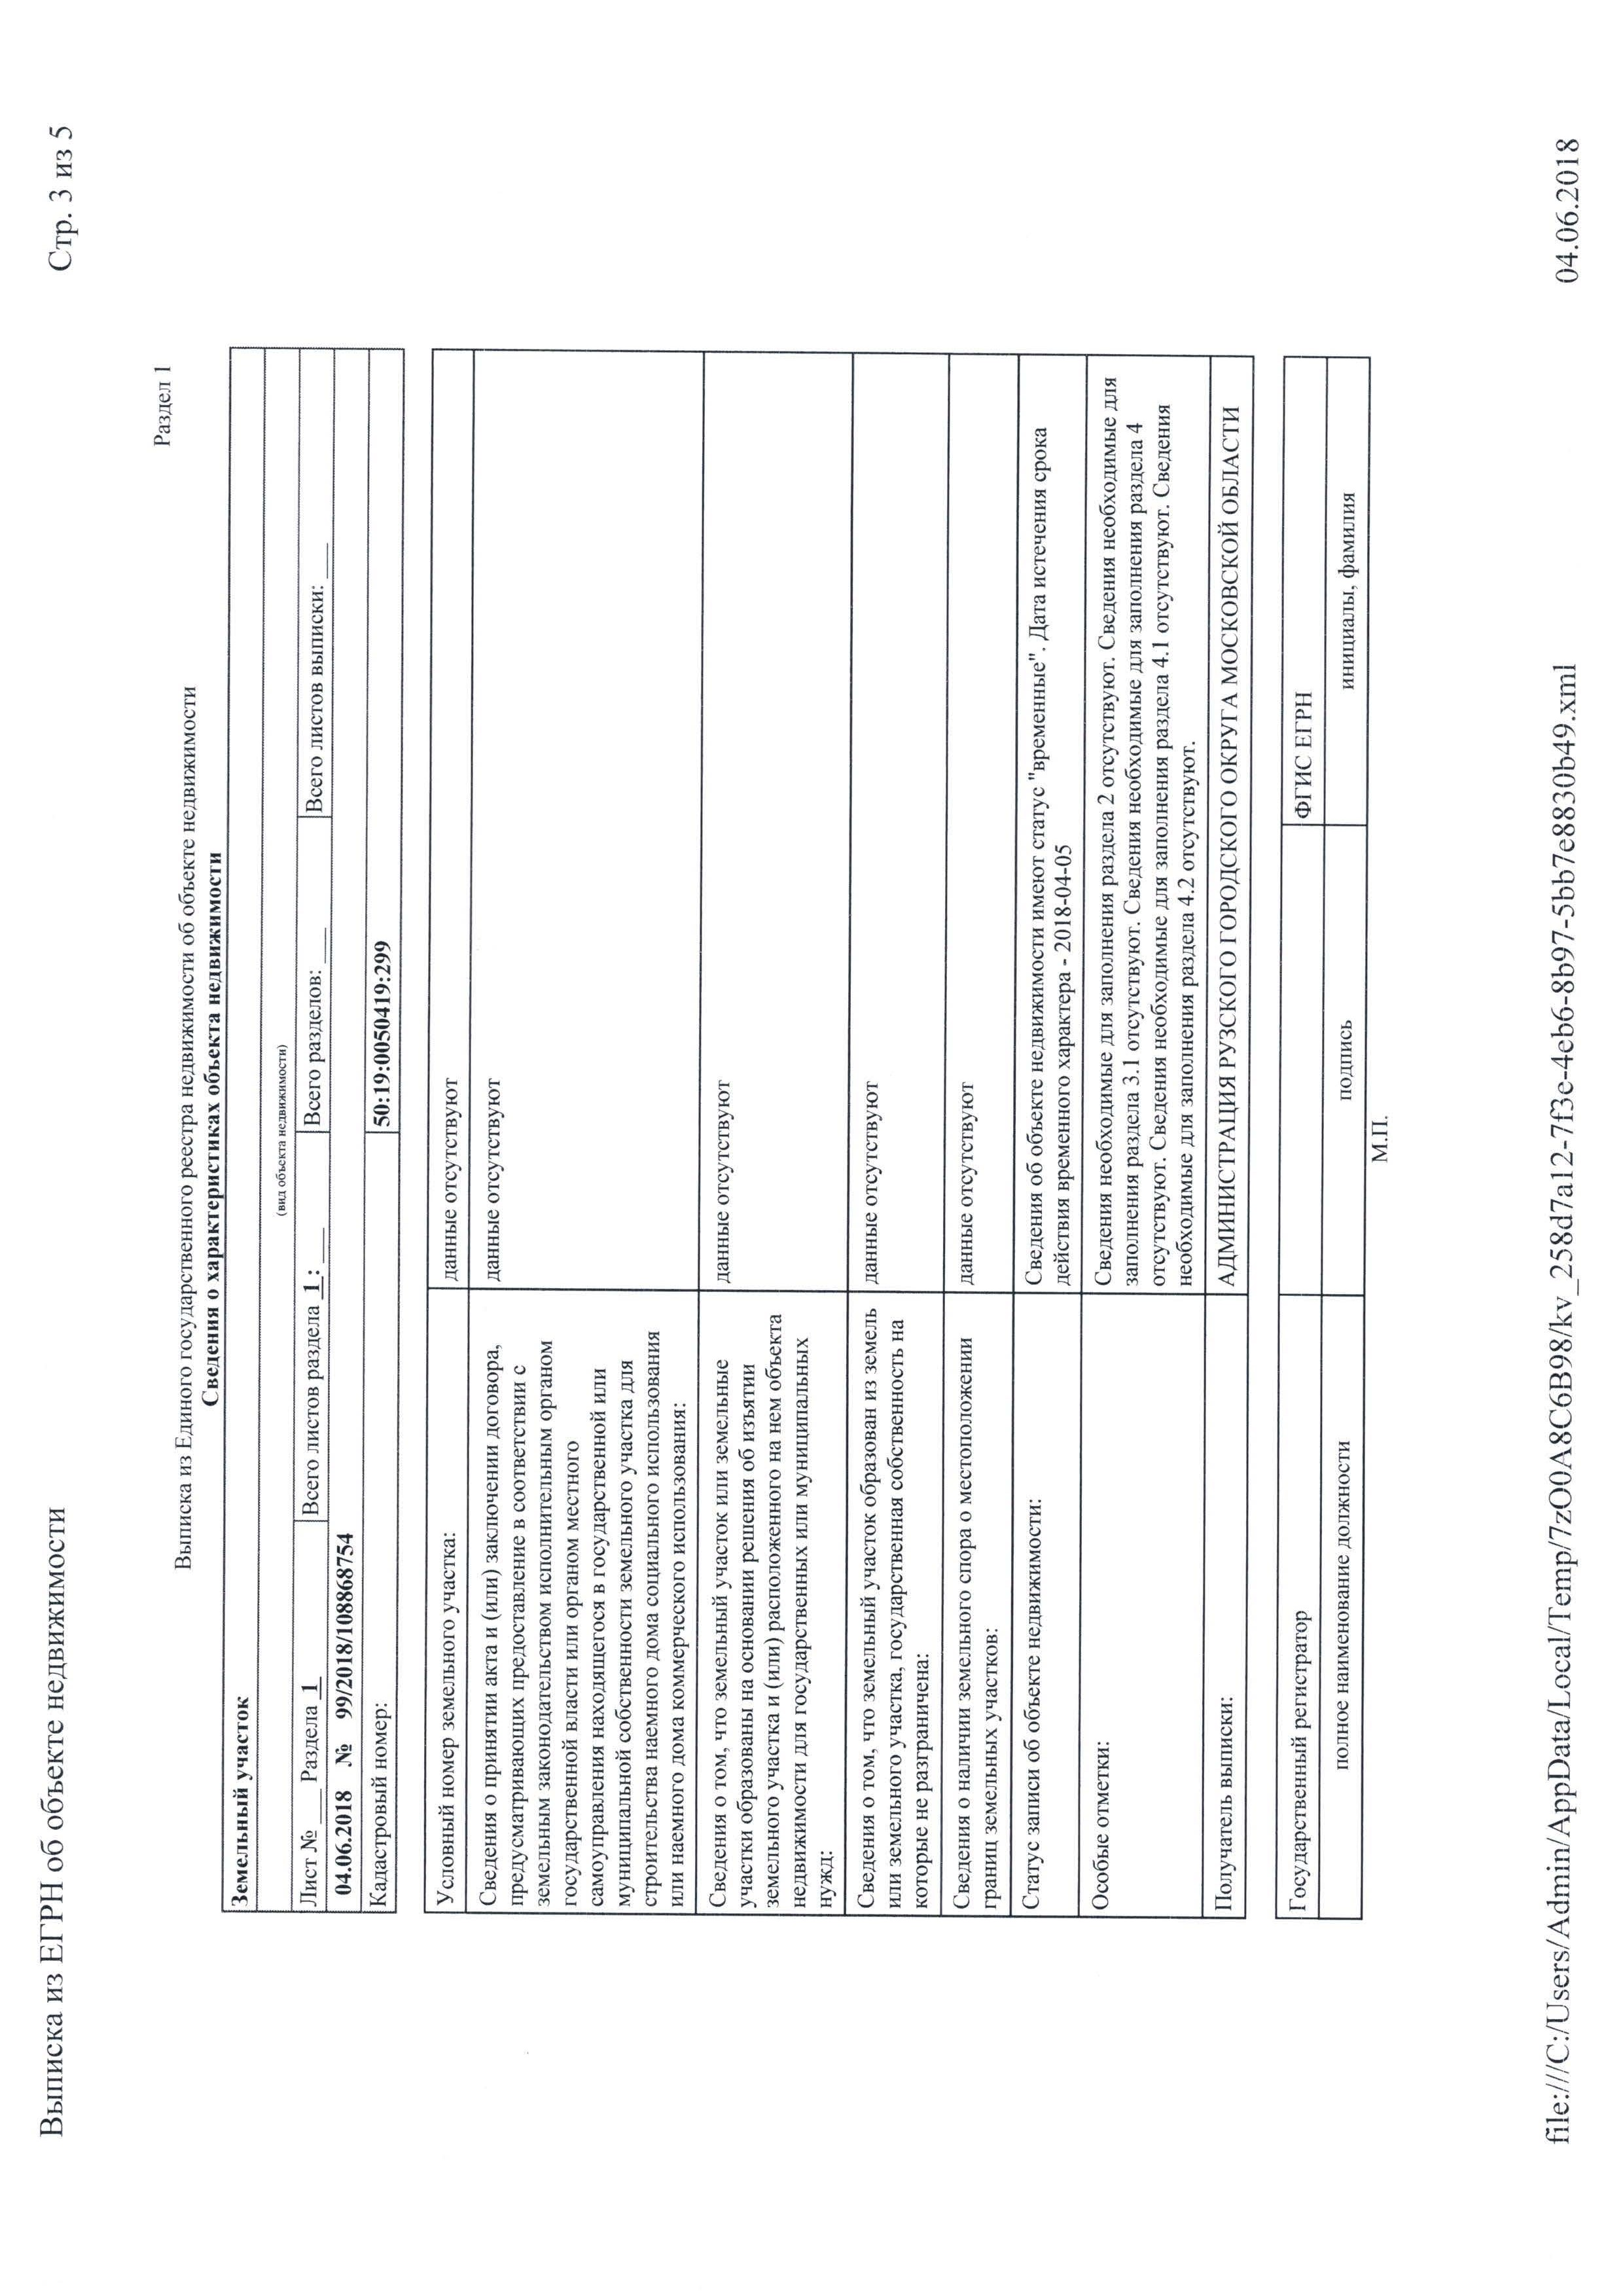 Выписка из ЕГРН об объекте недвижимости
Стр. 3 из 5
Раздел 1
Выписка из Единого государственного реестра недвижимости об объекте недвижимости
Сведения о характеристиках объекта недвижимости
Земельный участок
(вид объекта недвижимости)
Лист № ___ Раздела 1 Всего листов раздела 1 : ___ Всего разделов: ___ Всего листов выписки: ___
04.06.2018 № 99/2018/108868754
Кадастровый номер: 50:19:0050419:299
Условный номер земельного участка: данные отсутствуют
Сведения о принятии акта и (или) заключении договора, данные отсутствуют
предусматривающих предоставление в соответствии с
земельным законодательством исполнительным органом
государственной власти или органом местного
самоуправления находящегося в государственной или
муниципальной собственности земельного участка для
строительства наемного дома социального использования
или наемного дома коммерческого использования:
Сведения о том, что земельный участок или земельные данные отсутствуют
участки образованы на основании решения об изъятии
земельного участка и (или) расположенного на нем объекта
недвижимости для государственных или муниципальных
нужд:
Сведения о том, что земельный участок образован из земель данные отсутствуют
или земельного участка, государственная собственность на
которые не разграничена:
Сведения о наличии земельного спора о местоположении данные отсутствуют
границ земельных участков:
Статус записи об объекте недвижимости: Сведения об объекте недвижимости имеют статус "временные". Дата истечения срока
действия временного характера - 2018-04-05
Особые отметки: Сведения необходимые для заполнения раздела 2 отсутствуют. Сведения необходимые для
заполнения раздела 3.1 отсутствуют. Сведения необходимые для заполнения раздела 4
отсутствуют. Сведения необходимые для заполнения раздела 4.1 отсутствуют. Сведения
необходимые для заполнения раздела 4.2 отсутствуют.
Получатель выписки: АДМИНИСТРАЦИЯ РУЗСКОГО ГОРОДСКОГО ОКРУГА МОСКОВСКОЙ ОБЛАСТИ
Государственный регистратор ФГИС ЕГРН
полное наименование должности подпись инициалы, фамилия
М.П.
file:///C:/Users/Admin/AppData/Local/Temp/7zO0A8C6B98/kv_258d7a12-7f3e-4eb6-8b97-5bb7e8830b49.xml
04.06.2018